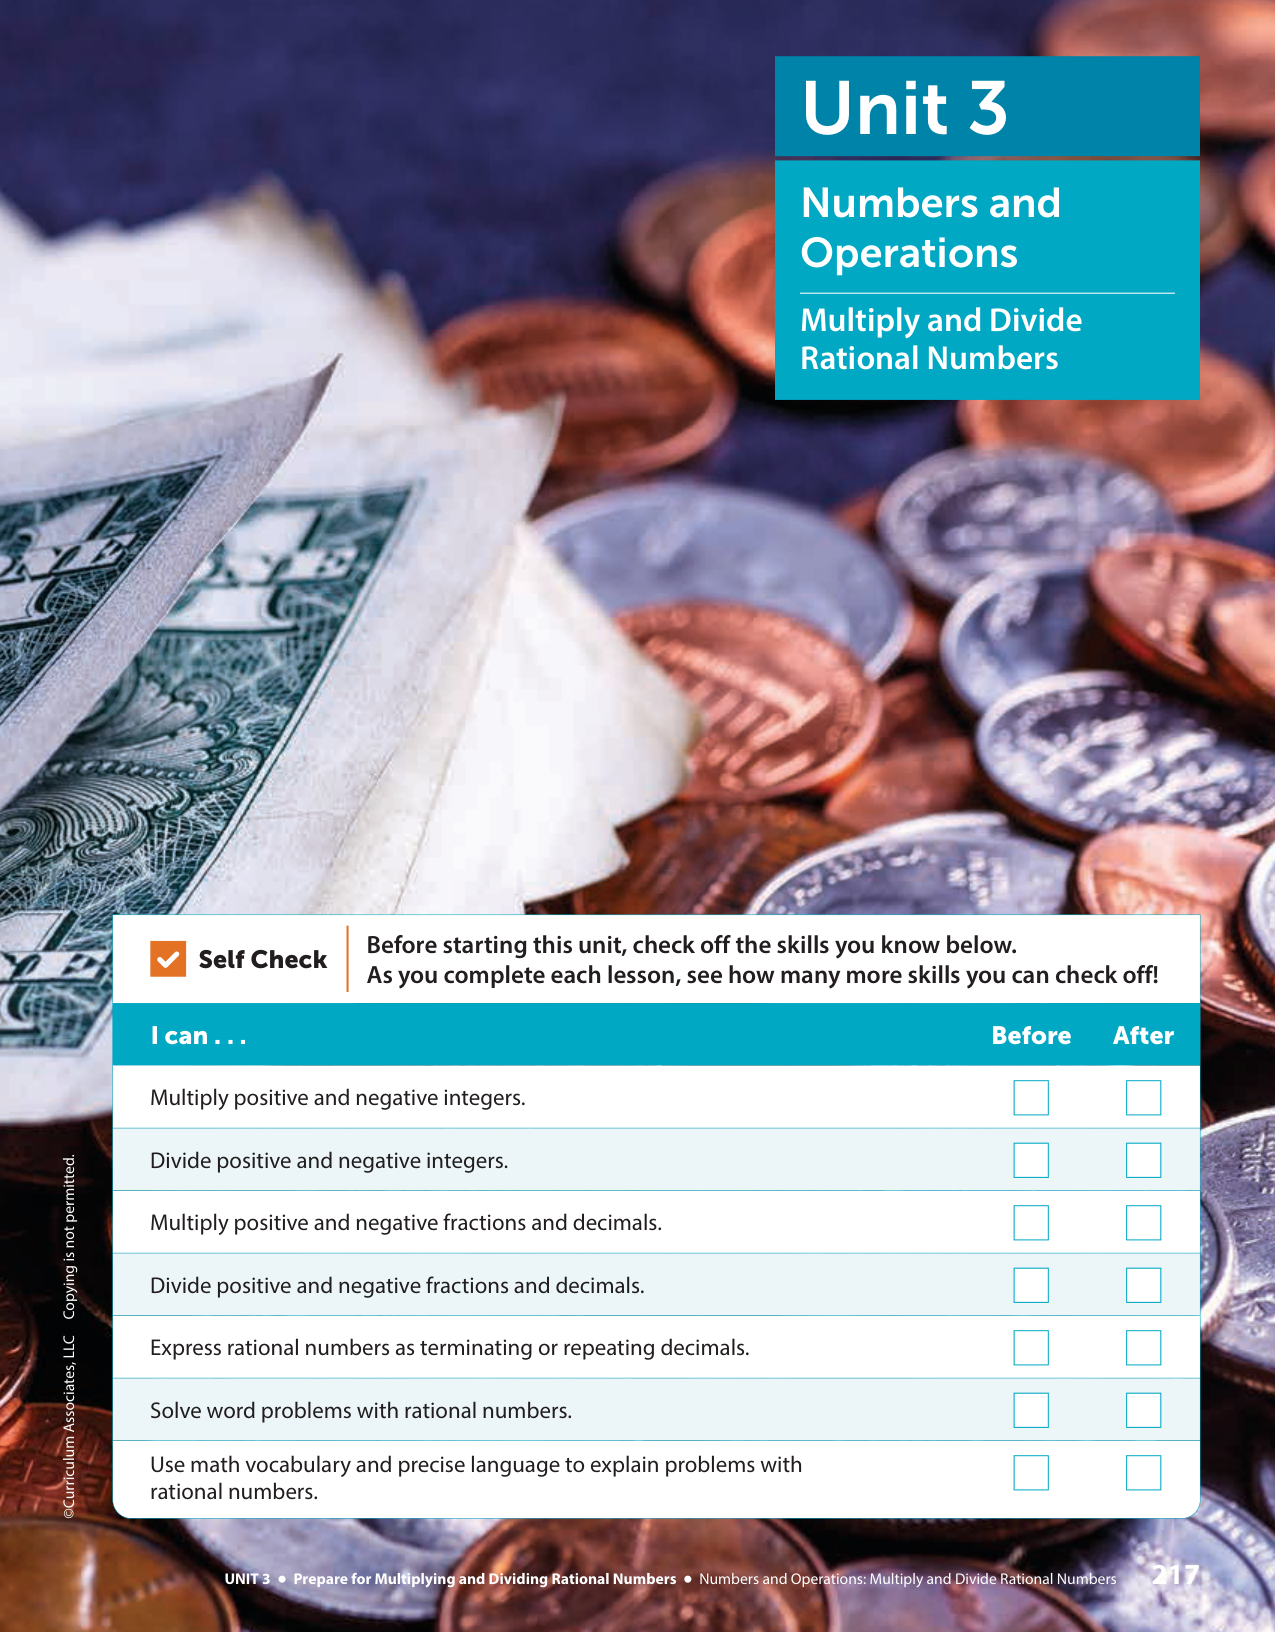 Unit 3
Numbers and
Operations
Multiply and Divide
Rational Numbers
ONE
ONE
Self Check
Before starting this unit, check off the skills you know below.
As you complete each lesson, see how many more skills you can check off!
I can . . .
Before
After
Multiply positive and negative integers.
Divide positive and negative integers.
Multiply positive and negative fractions and decimals.
Divide positive and negative fractions and decimals.
Express rational numbers as terminating or repeating decimals.
Solve word problems with rational numbers.
Use math vocabulary and precise language to explain problems with
rational numbers.
©Curriculum Associates, LLC Copying is not permitted.
UNIT 3 ● Prepare for Multiplying and Dividing Rational Numbers ● Numbers and Operations: Multiply and Divide Rational Numbers 217